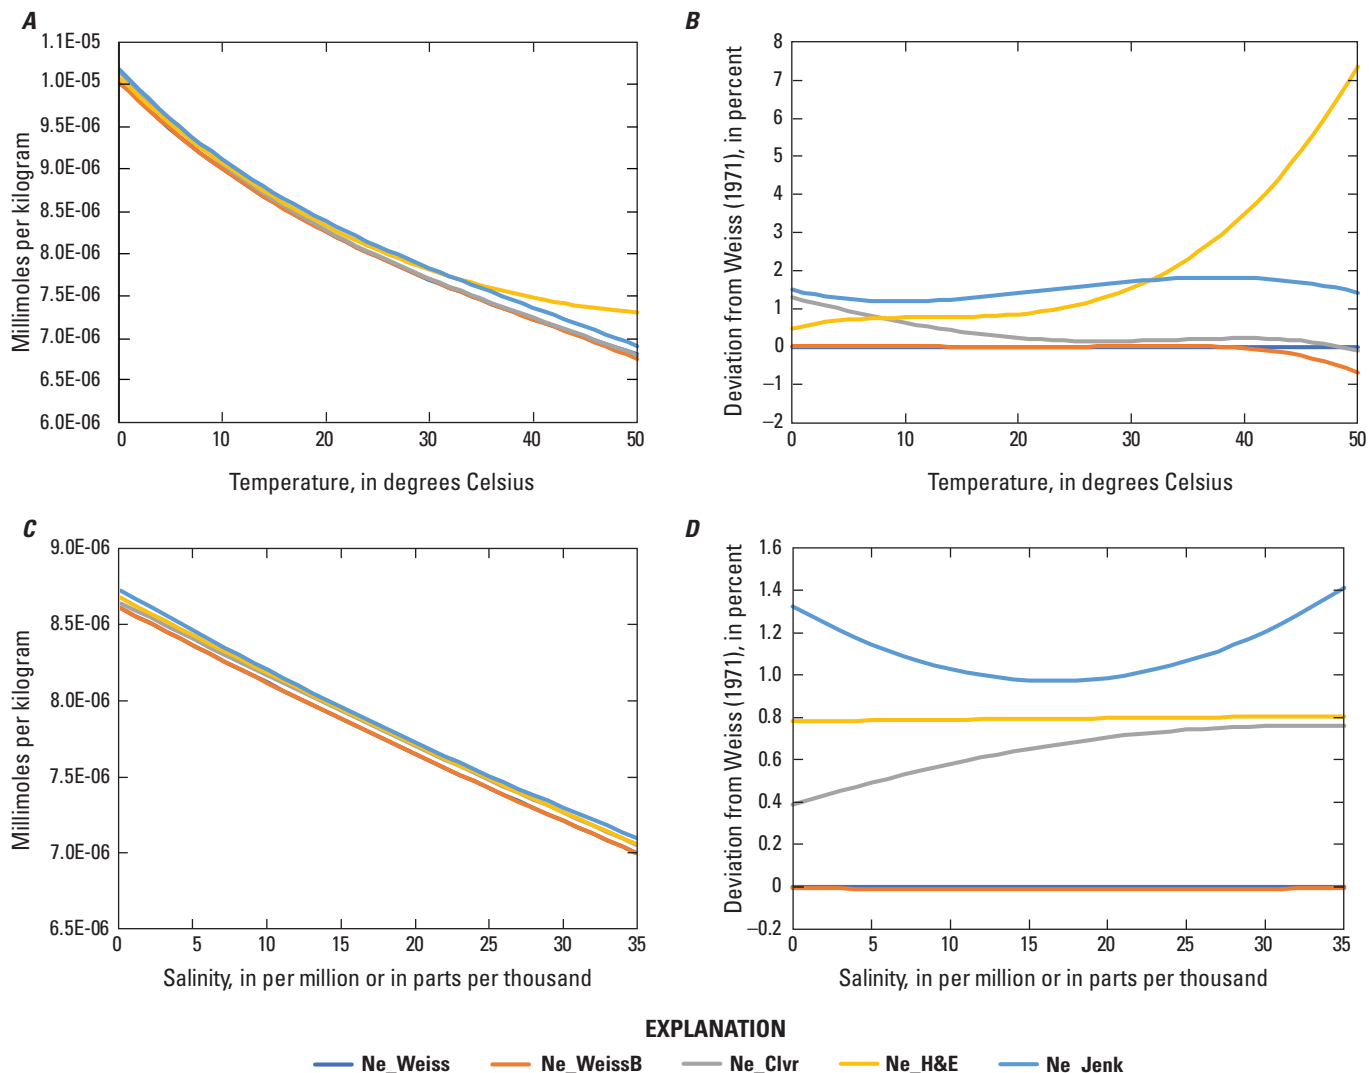 A
1.1E-05
1.0E-05
9.5E-06
9.0E-06
8.5E-06
8.0E-06
7.5E-06
7.0E-06
6.5E-06
6.0E-06
Millimoles per kilogram
0 10 20 30 40 50
Temperature, in degrees Celsius
B
8
7
6
5
4
3
2
1
0
−1
−2
Deviation from Weiss (1971), in percent
0 10 20 30 40 50
Temperature, in degrees Celsius
C
9.0E-06
8.5E-06
8.0E-06
7.5E-06
7.0E-06
6.5E-06
Millimoles per kilogram
0 5 10 15 20 25 30 35
Salinity, in per million or in parts per thousand
D
1.6
1.4
1.2
1.0
0.8
0.6
0.4
0.2
0
−0.2
Deviation from Weiss (1971), in percent
0 5 10 15 20 25 30 35
Salinity, in per million or in parts per thousand
EXPLANATION
Ne_Weiss Ne_WeissB Ne_Clvr Ne_H&E Ne_Jenk